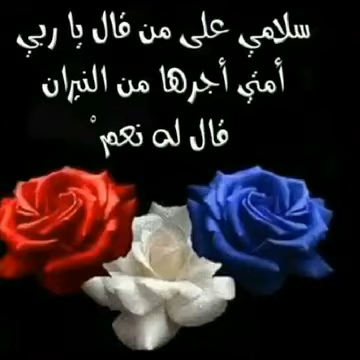 سلامي على من قال يا ربي
أمتي أجرها من النيران
قال له نعمْ